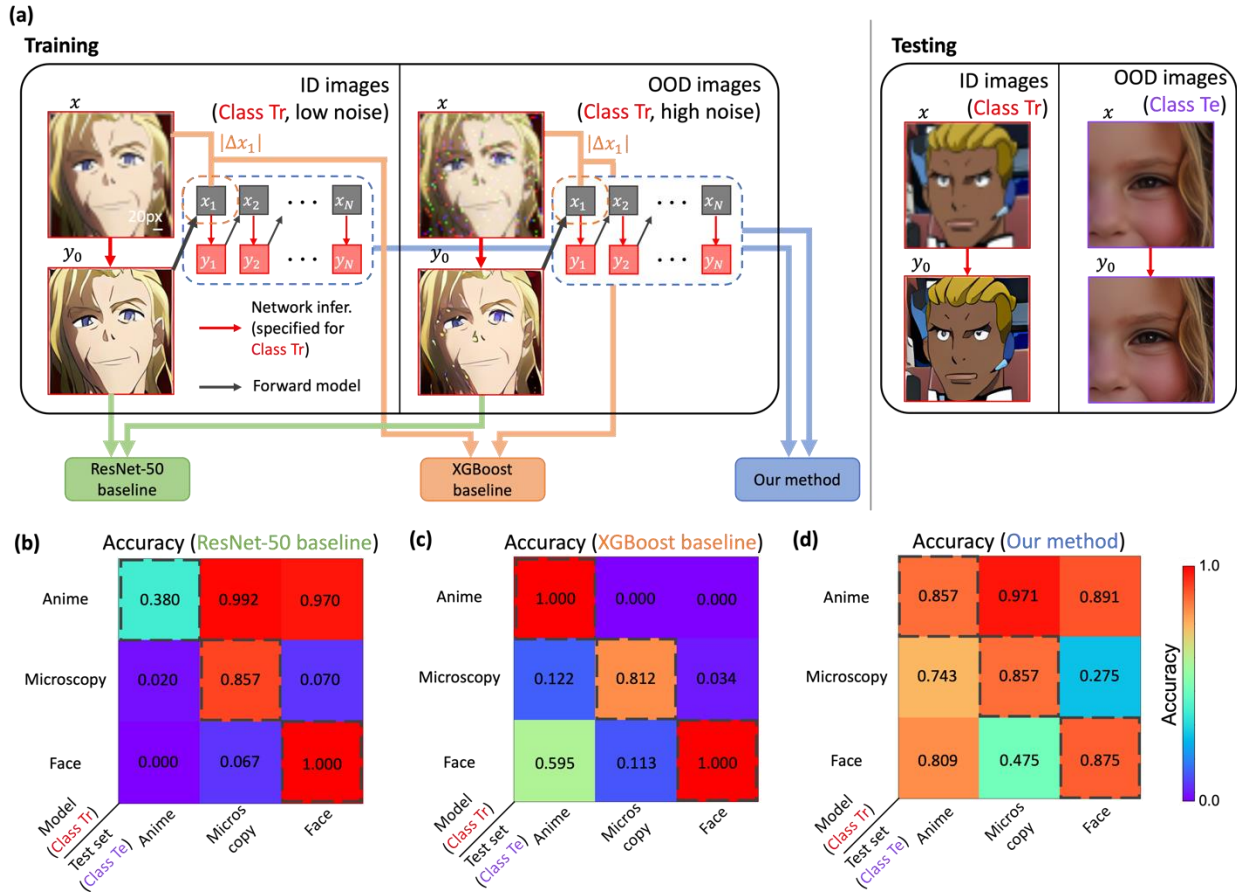 (a)
Training
ID images
(Class Tr, low noise)
x
|Δx₁|
20px
x₁ x₂ · · · x_N
y₀
y₁ y₂ · · · y_N
Network infer.
(specified for
Class Tr)
Forward model
OOD images
(Class Tr, high noise)
x
|Δx₁|
x₁ x₂ · · · x_N
y₀
y₁ y₂ · · · y_N
ResNet-50
baseline
XGBoost
baseline
Our method
Testing
ID images
(Class Tr)
x
y₀
OOD images
(Class Te)
x
y₀
(b)
Accuracy (ResNet-50 baseline)
Anime 0.380 0.992 0.970
Microscopy 0.020 0.857 0.070
Face 0.000 0.067 1.000
Model
(Class Tr)
Test set
(Class Te)
Anime
Micros
copy
Face
(c)
Accuracy (XGBoost baseline)
Anime 1.000 0.000 0.000
Microscopy 0.122 0.812 0.034
Face 0.595 0.113 1.000
Model
(Class Tr)
Test set
(Class Te)
Anime
Micros
copy
Face
(d)
Accuracy (Our method)
Anime 0.857 0.971 0.891
Microscopy 0.743 0.857 0.275
Face 0.809 0.475 0.875
Model
(Class Tr)
Test set
(Class Te)
Anime
Micros
copy
Face
1.0
Accuracy
0.0